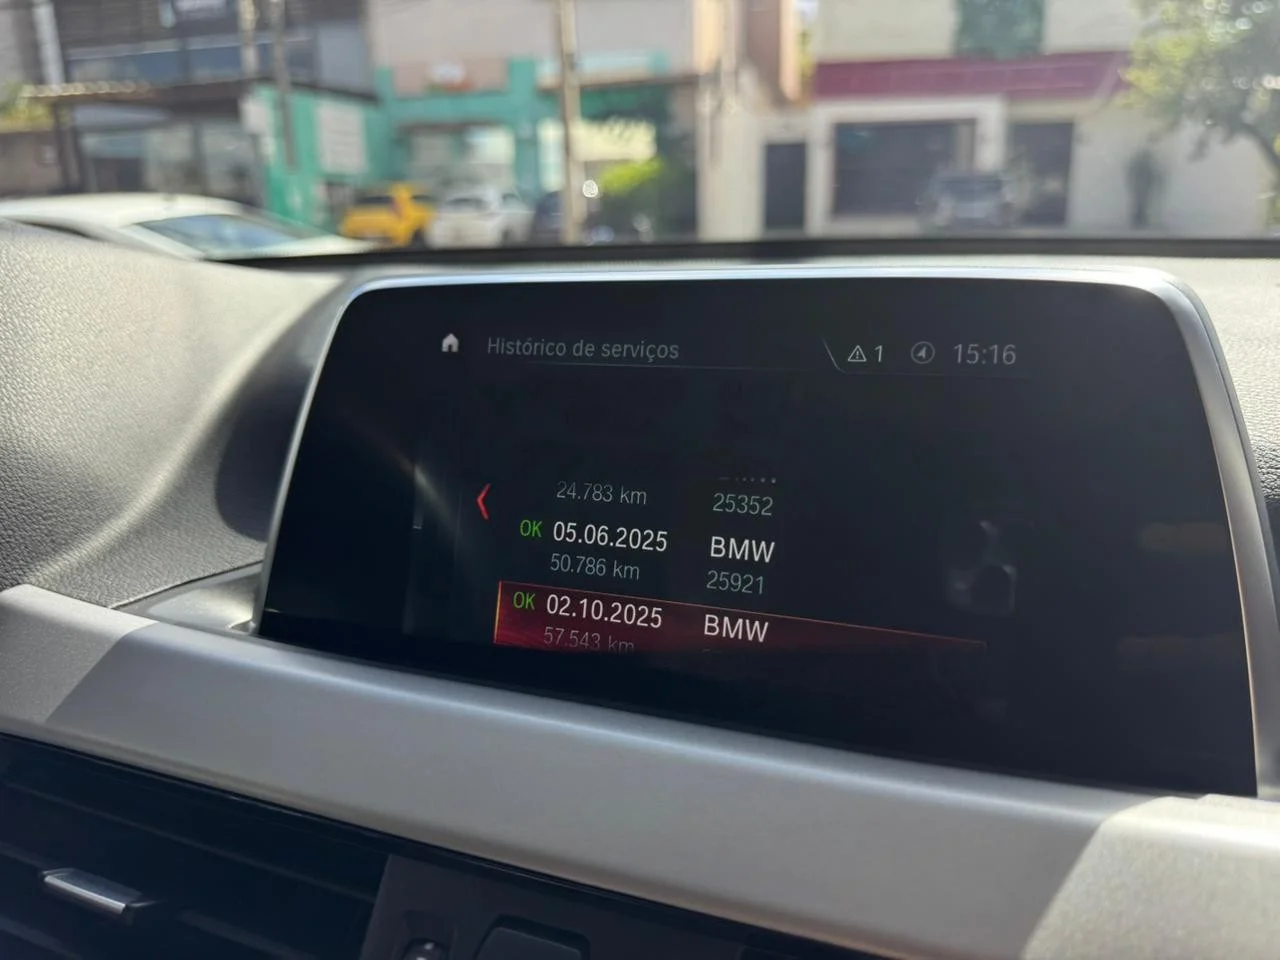 Histórico de serviços
1
15:16
24.783 km 25352
OK 05.06.2025 BMW
50.786 km 25921
OK 02.10.2025 BMW
57.543 km